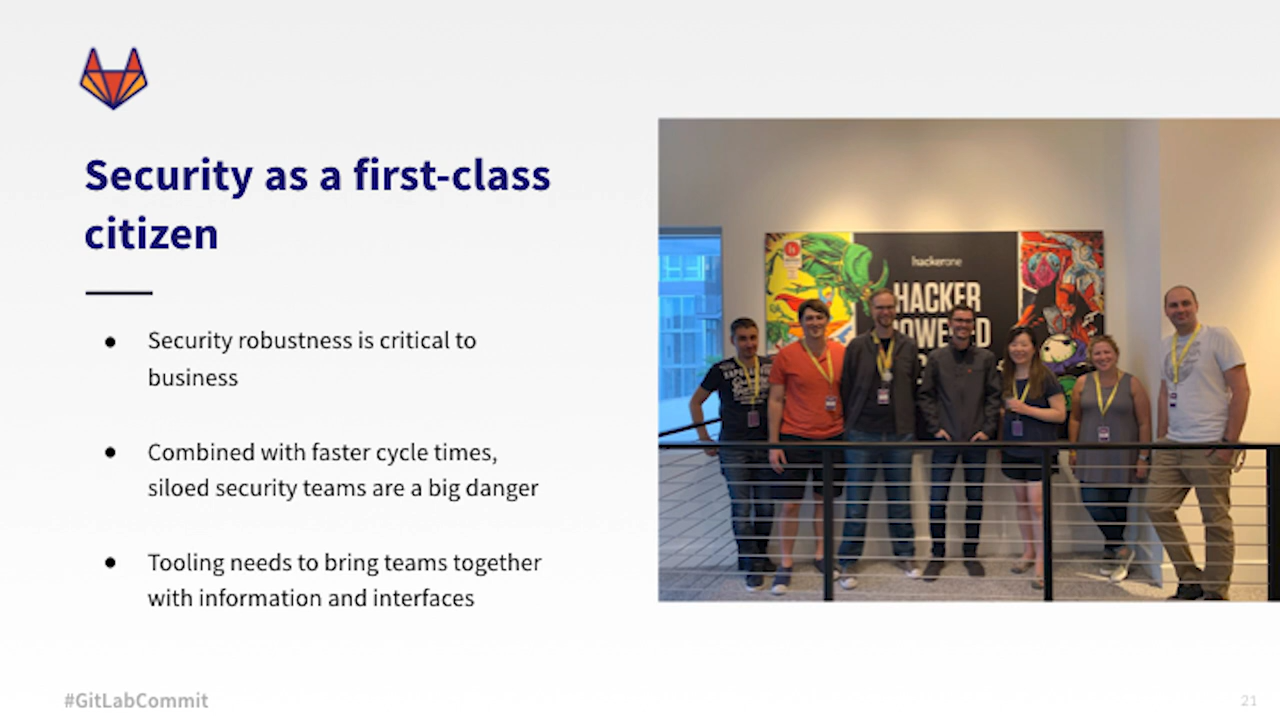 Security as a first-class
citizen
● Security robustness is critical to
business
● Combined with faster cycle times,
siloed security teams are a big danger
● Tooling needs to bring teams together
with information and interfaces
hackerone
HACKER
#GitLabCommit
21